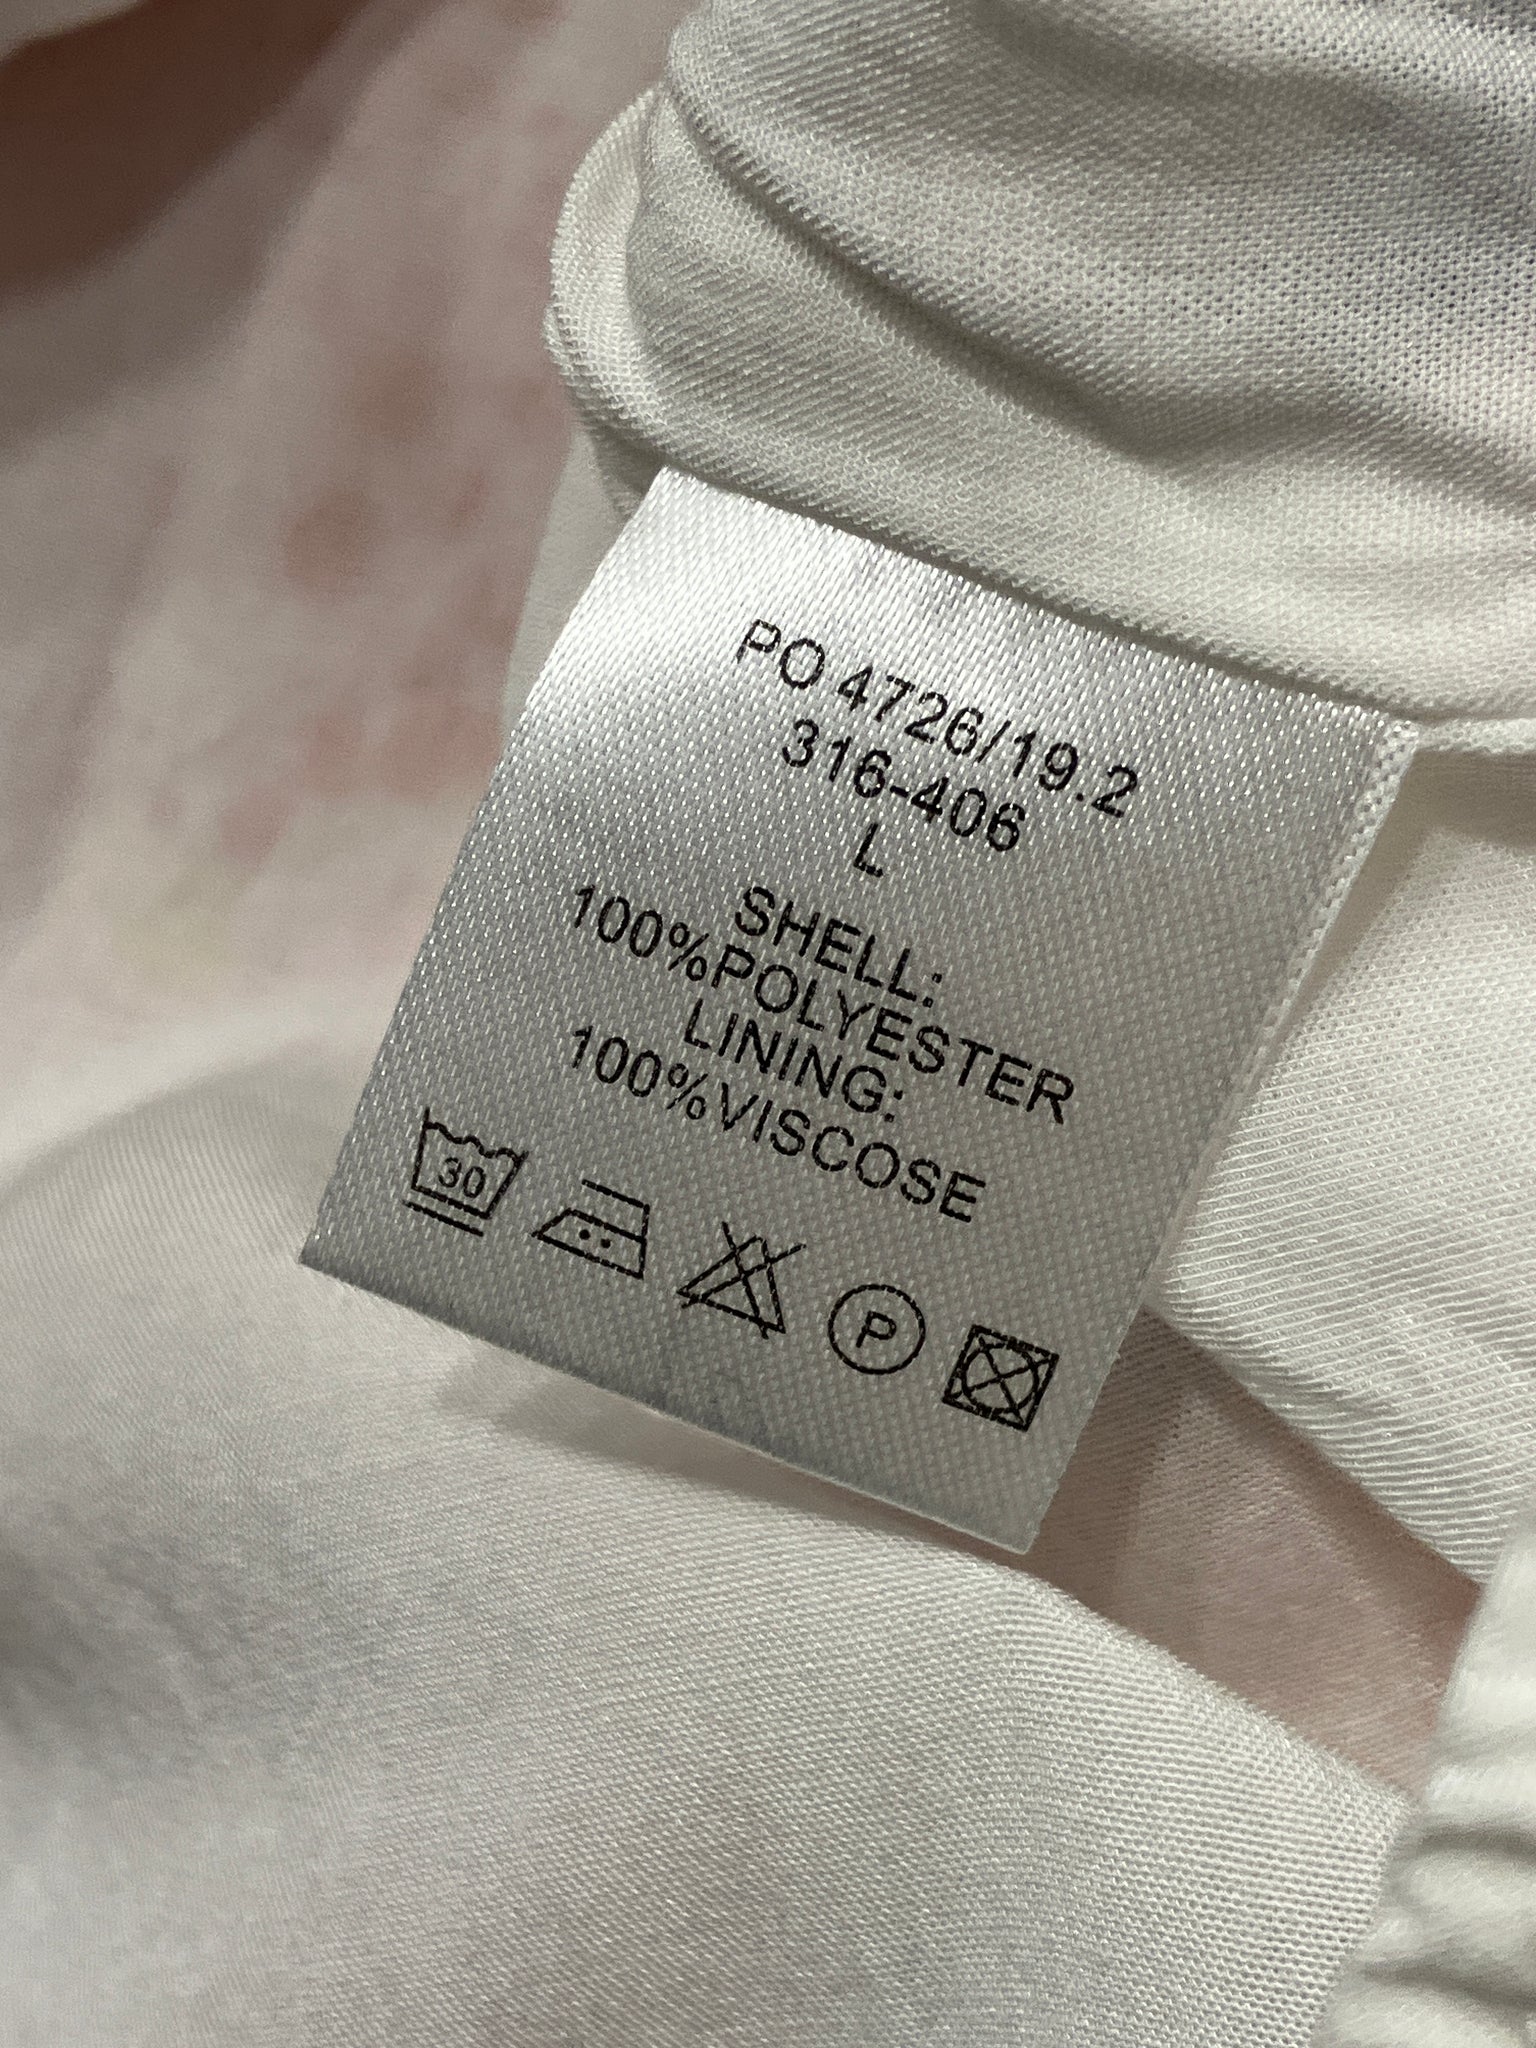 PO 4726/19.2
316-406
L
SHELL:
100%POLYESTER
LINING:
100%VISCOSE
30
P